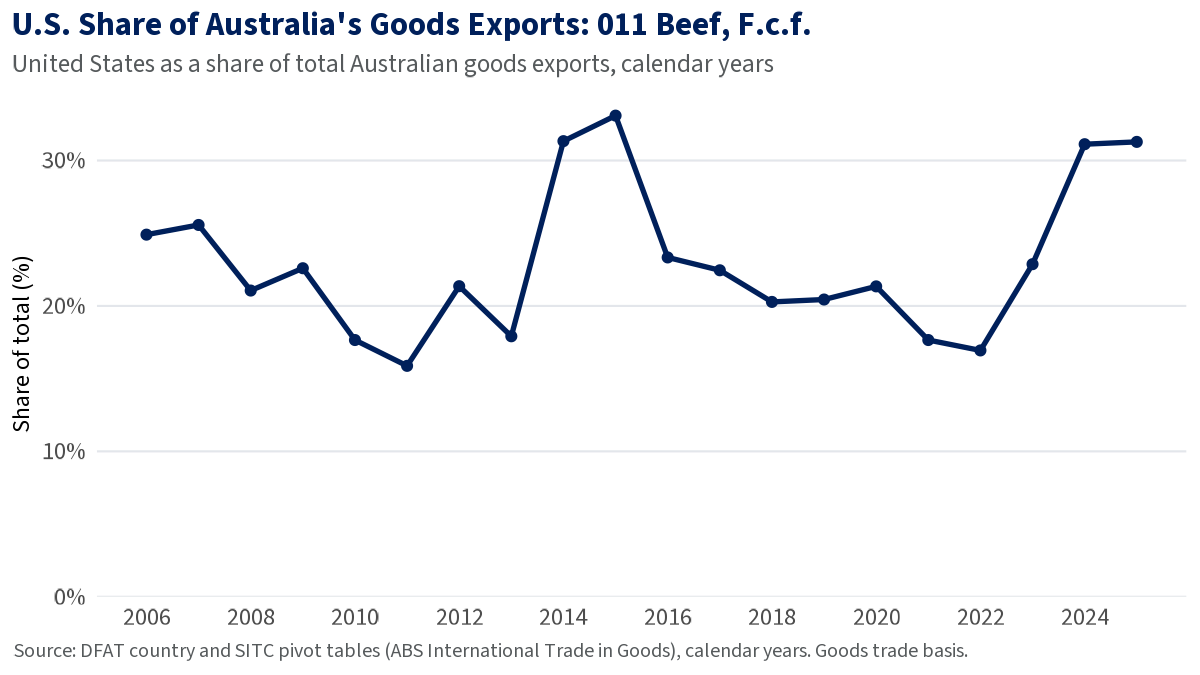 U.S. Share of Australia's Goods Exports: 011 Beef, F.c.f.
United States as a share of total Australian goods exports, calendar years
Share of total (%)
30%
20%
10%
0%
2006 2008 2010 2012 2014 2016 2018 2020 2022 2024
Source: DFAT country and SITC pivot tables (ABS International Trade in Goods), calendar years. Goods trade basis.